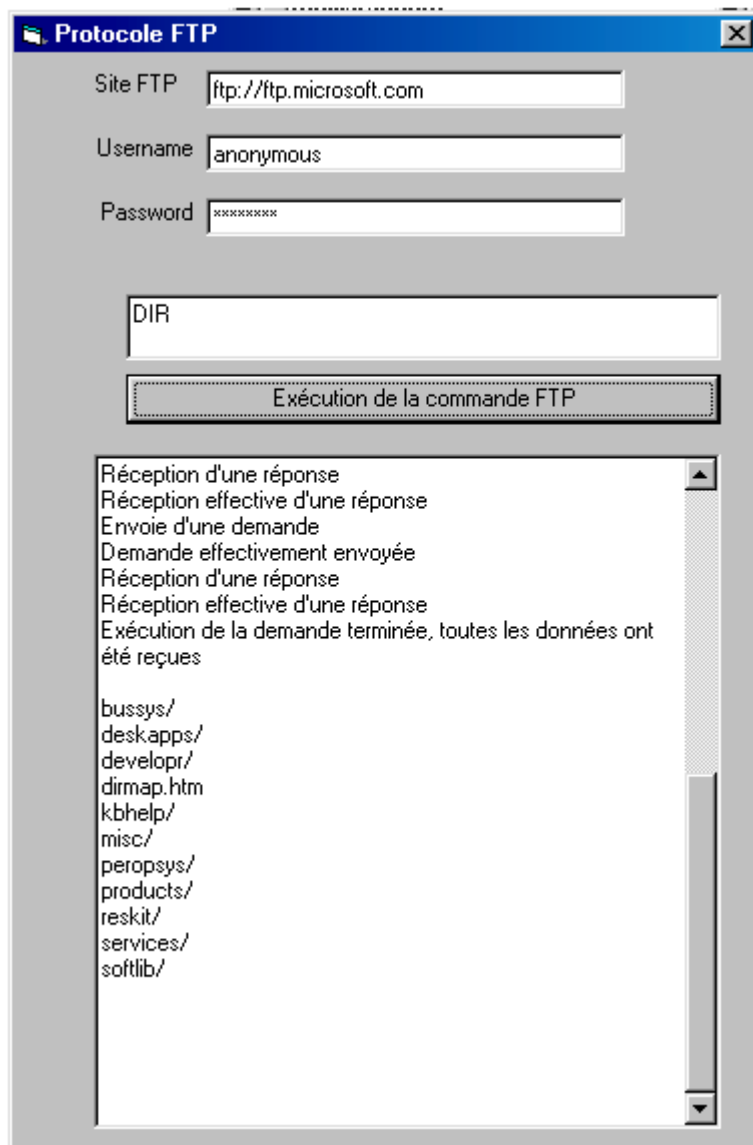 Protocole FTP
Site FTP
ftp://ftp.microsoft.com
Username
anonymous
Password
********
DIR
Exécution de la commande FTP
Réception d'une réponse
Réception effective d'une réponse
Envoie d'une demande
Demande effectivement envoyée
Réception d'une réponse
Réception effective d'une réponse
Exécution de la demande terminée, toutes les données ont
été reçues
bussys/
deskapps/
developr/
dirmap.htm
kbhelp/
misc/
peropsys/
products/
reskit/
services/
softlib/